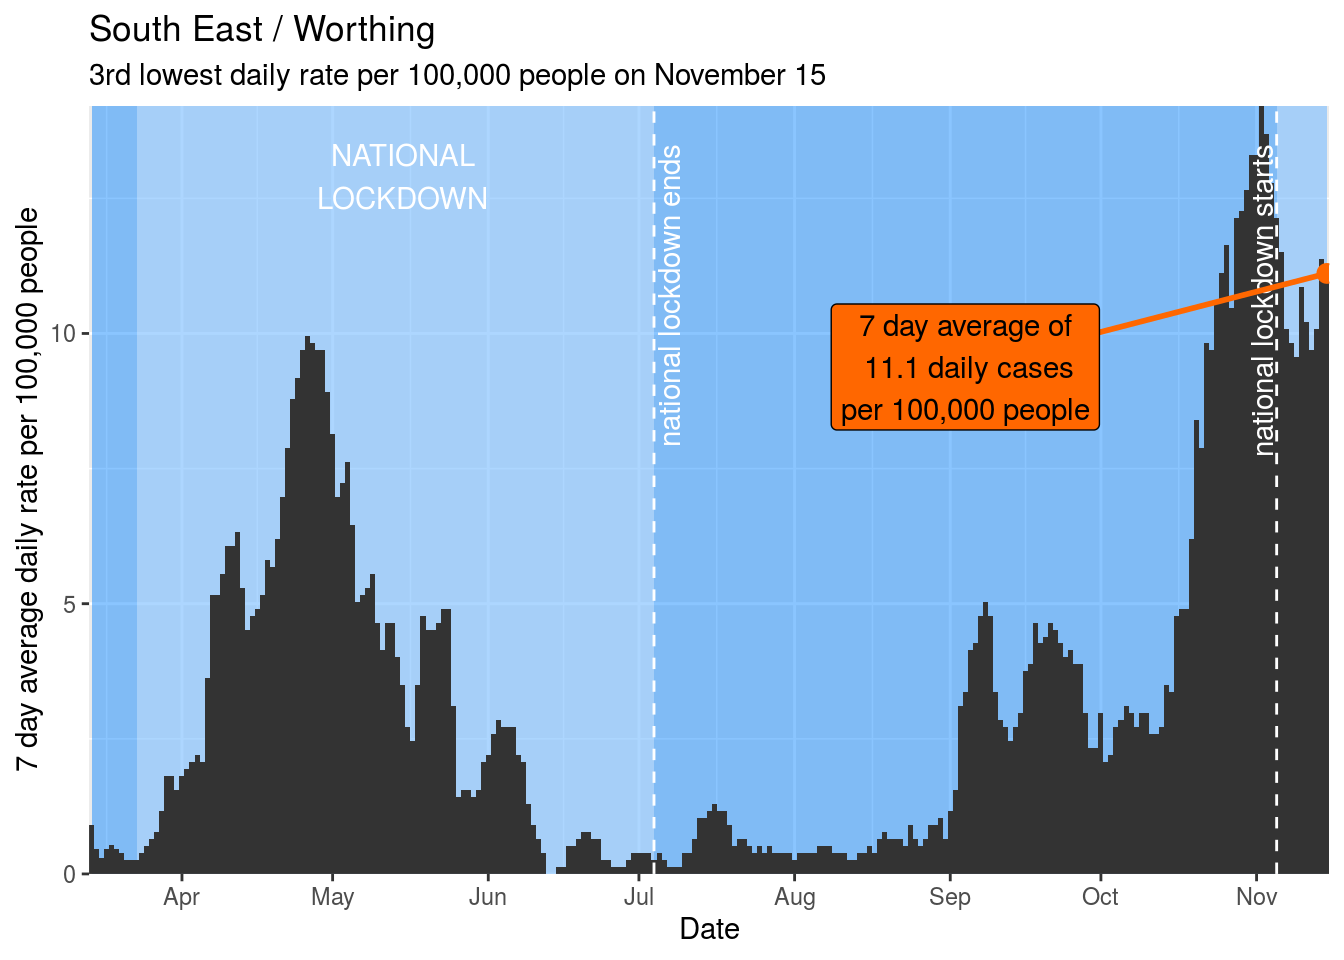 South East / Worthing
3rd lowest daily rate per 100,000 people on November 15
NATIONAL
LOCKDOWN
national lockdown ends
national lockdown starts
7 day average of
11.1 daily cases
per 100,000 people
7 day average daily rate per 100,000 people
10
5
0
Apr May Jun Jul Aug Sep Oct Nov
Date